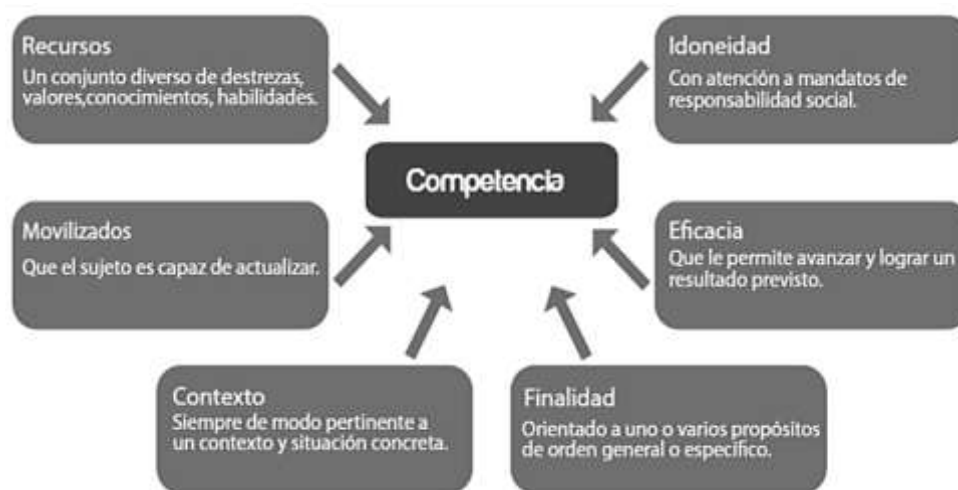 Recursos
Un conjunto diverso de destrezas,
valores,conocimientos, habilidades.
Idoneidad
Con atención a mandatos de
responsabilidad social.
Competencia
Movilizados
Que el sujeto es capaz de actualizar.
Eficacia
Que le permite avanzar y lograr un
resultado previsto.
Contexto
Siempre de modo pertinente a
un contexto y situación concreta.
Finalidad
Orientado a uno o varios propósitos
de orden general o específico.